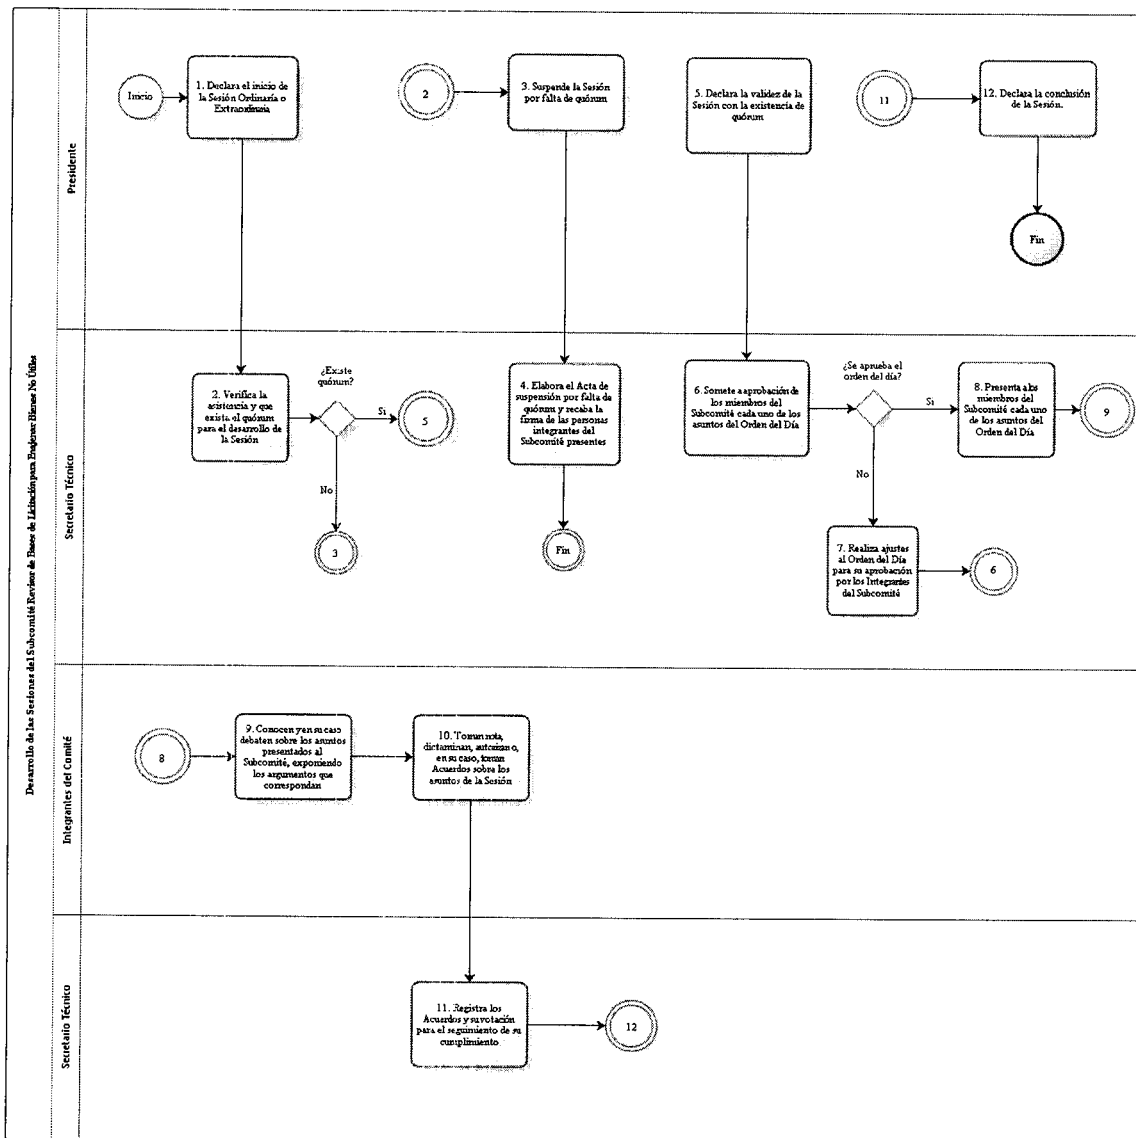 Desarrollo de las Sesiones del Subcomité Revisor de Bases de Licitación para Enajenar Bienes No Útiles
Presidente
Inicio
1. Declara el inicio de
la Sesión Ordinaria o
Extraordinaria
2
3. Suspende la Sesión
por falta de quórum
5. Declara la validez de la
Sesión con la existencia de
quórum
11
12. Declara la conclusión
de la Sesión.
Fin
Secretario Técnico
2. Verifica la
asistencia y que
exista el quórum
para el desarrollo de
la Sesión
¿Existe
quórum?
Si
5
No
3
4. Elabora el Acta de
suspensión por falta de
quórum y recaba la
firma de las personas
integrantes del
Subcomité presentes
Fin
6. Somete a aprobación de
los miembros del
Subcomité cada uno de los
asuntos del Orden del Día
¿Se aprueba el
orden del día?
Si
8. Presenta a los
miembros del
Subcomité cada uno
de los asuntos del
Orden del Día
9
No
7. Realiza ajustes
al Orden del Día
para su aprobación
por los Integrantes
del Subcomité
6
Integrantes del Comité
8
9. Conocen y en su caso
debaten sobre los asuntos
presentados al
Subcomité, exponiendo
los argumentos que
correspondan
10. Toman nota,
dictaminan, autorizan o,
en su caso, toman
Acuerdos sobre los
asuntos de la Sesión
Secretario Técnico
11. Registra los
Acuerdos y su votación
para el seguimiento de su
cumplimiento
12